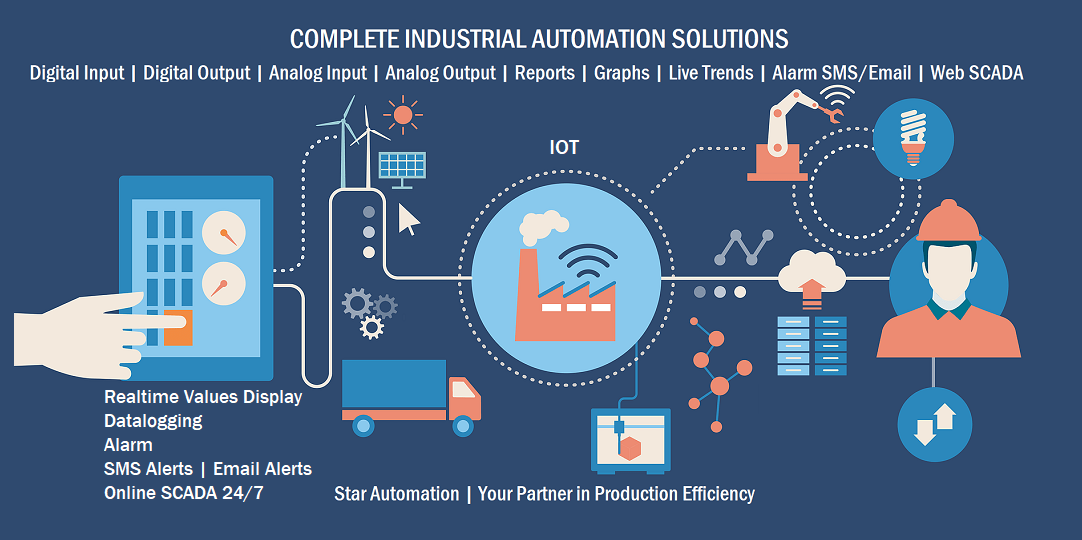 COMPLETE INDUSTRIAL AUTOMATION SOLUTIONS
Digital Input | Digital Output | Analog Input | Analog Output | Reports | Graphs | Live Trends | Alarm SMS/Email | Web SCADA
IOT
Realtime Values Display
Datalogging
Alarm
SMS Alerts | Email Alerts
Online SCADA 24/7
Star Automation | Your Partner in Production Efficiency